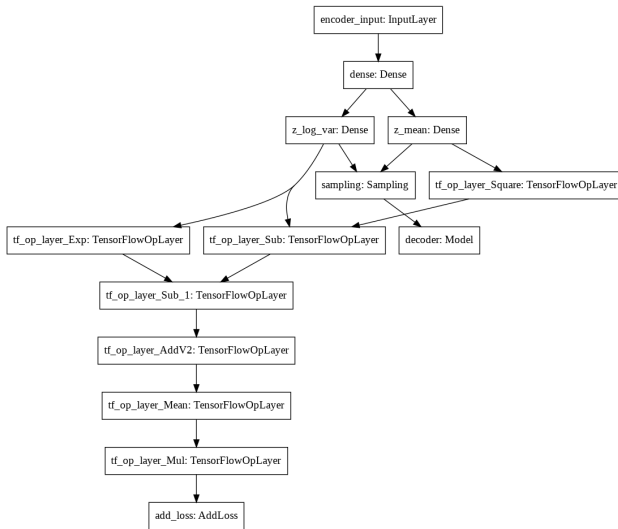 encoder_input: InputLayer
dense: Dense
z_log_var: Dense
z_mean: Dense
sampling: Sampling
tf_op_layer_Square: TensorFlowOpLayer
tf_op_layer_Exp: TensorFlowOpLayer
tf_op_layer_Sub: TensorFlowOpLayer
decoder: Model
tf_op_layer_Sub_1: TensorFlowOpLayer
tf_op_layer_AddV2: TensorFlowOpLayer
tf_op_layer_Mean: TensorFlowOpLayer
tf_op_layer_Mul: TensorFlowOpLayer
add_loss: AddLoss